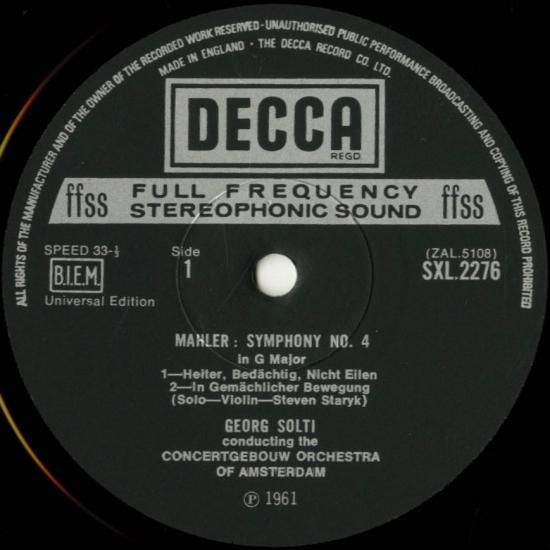 ALL RIGHTS OF THE MANUFACTURER AND OF THE OWNER OF THE RECORDED WORK RESERVED · UNAUTHORISED PUBLIC PERFORMANCE BROADCASTING AND COPYING OF THIS RECORD PROHIBITED
MADE IN ENGLAND · THE DECCA RECORD CO. LTD.
DECCA
REGD.
ffss FULL FREQUENCY ffss
STEREOPHONIC SOUND
SPEED 33-⅓ Side (ZAL.5108)
B.I.E.M. 1 SXL.2276
Universal Edition
MAHLER : SYMPHONY NO. 4
in G Major
1—Heiter, Bedächtig, Nicht Eilen
2—In Gemächlicher Bewegung
(Solo—Violin—Steven Staryk)
GEORG SOLTI
conducting the
CONCERTGEBOUW ORCHESTRA
OF AMSTERDAM
Ⓟ 1961